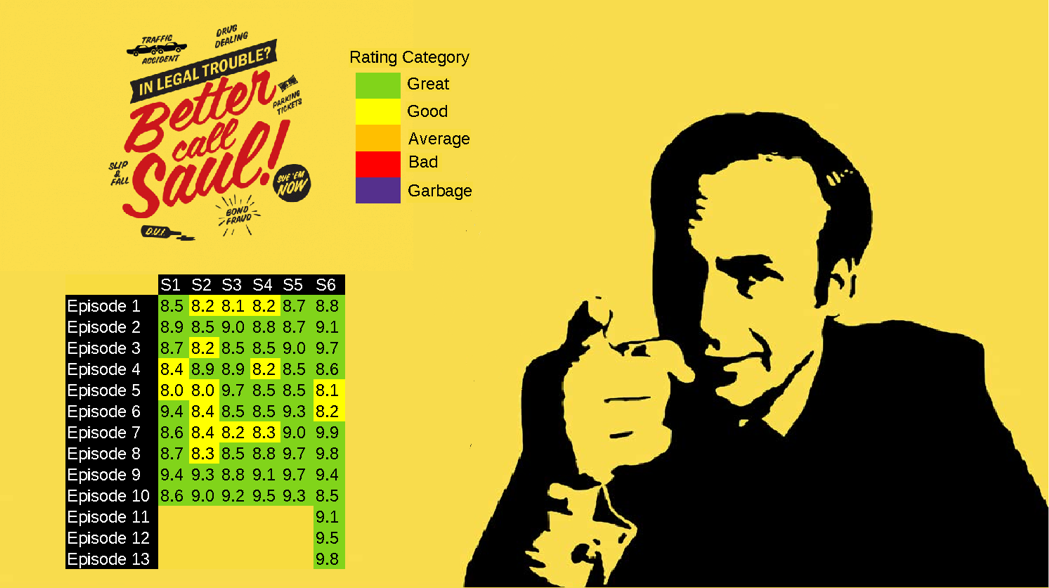 TRAFFIC
ACCIDENT
DRUG
DEALING
IN LEGAL TROUBLE?
Better
call
Saul!
PARKING
TICKETS
SLIP
&
FALL
SUE 'EM
NOW
BOND
FRAUD
D.U.I
Rating Category
Great
Good
Average
Bad
Garbage
S1 S2 S3 S4 S5 S6
Episode 1 8.5 8.2 8.1 8.2 8.7 8.8
Episode 2 8.9 8.5 9.0 8.8 8.7 9.1
Episode 3 8.7 8.2 8.5 8.5 9.0 9.7
Episode 4 8.4 8.9 8.9 8.2 8.5 8.6
Episode 5 8.0 8.0 9.7 8.5 8.5 8.1
Episode 6 9.4 8.4 8.5 8.5 9.3 8.2
Episode 7 8.6 8.4 8.2 8.3 9.0 9.9
Episode 8 8.7 8.3 8.5 8.8 9.7 9.8
Episode 9 9.4 9.3 8.8 9.1 9.7 9.4
Episode 10 8.6 9.0 9.2 9.5 9.3 8.5
Episode 11 9.1
Episode 12 9.5
Episode 13 9.8